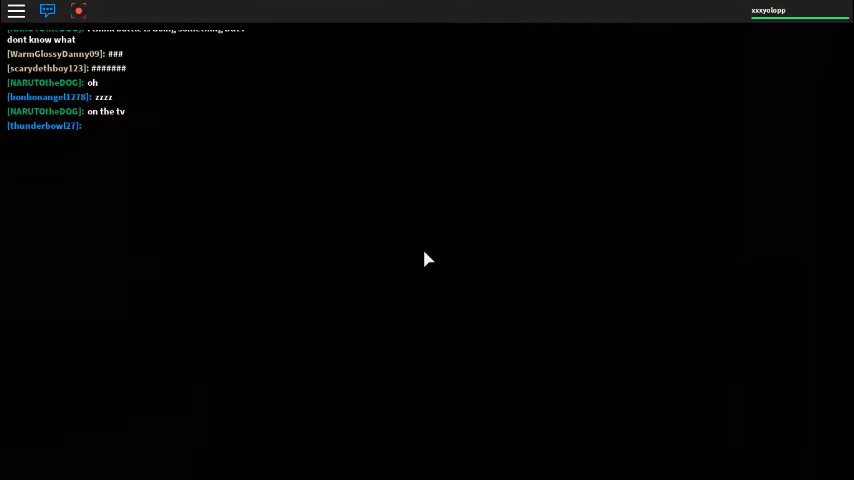 xxxyolopp
dont know what
[WarmGlossyDanny09]: ###
[scarydethboy123]: #######
[NARUTOtheDOG]: oh
[bonbonangel1278]: zzzz
[NARUTOtheDOG]: on the tv
[thunderbowl27]: